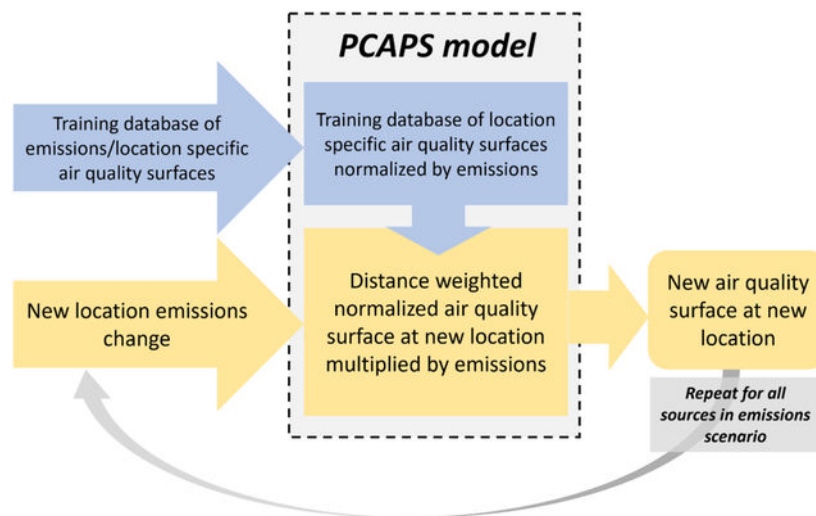 PCAPS model
Training database of
emissions/location specific
air quality surfaces
Training database of location
specific air quality surfaces
normalized by emissions
New location emissions
change
Distance weighted
normalized air quality
surface at new location
multiplied by emissions
New air quality
surface at new
location
Repeat for all
sources in emissions
scenario